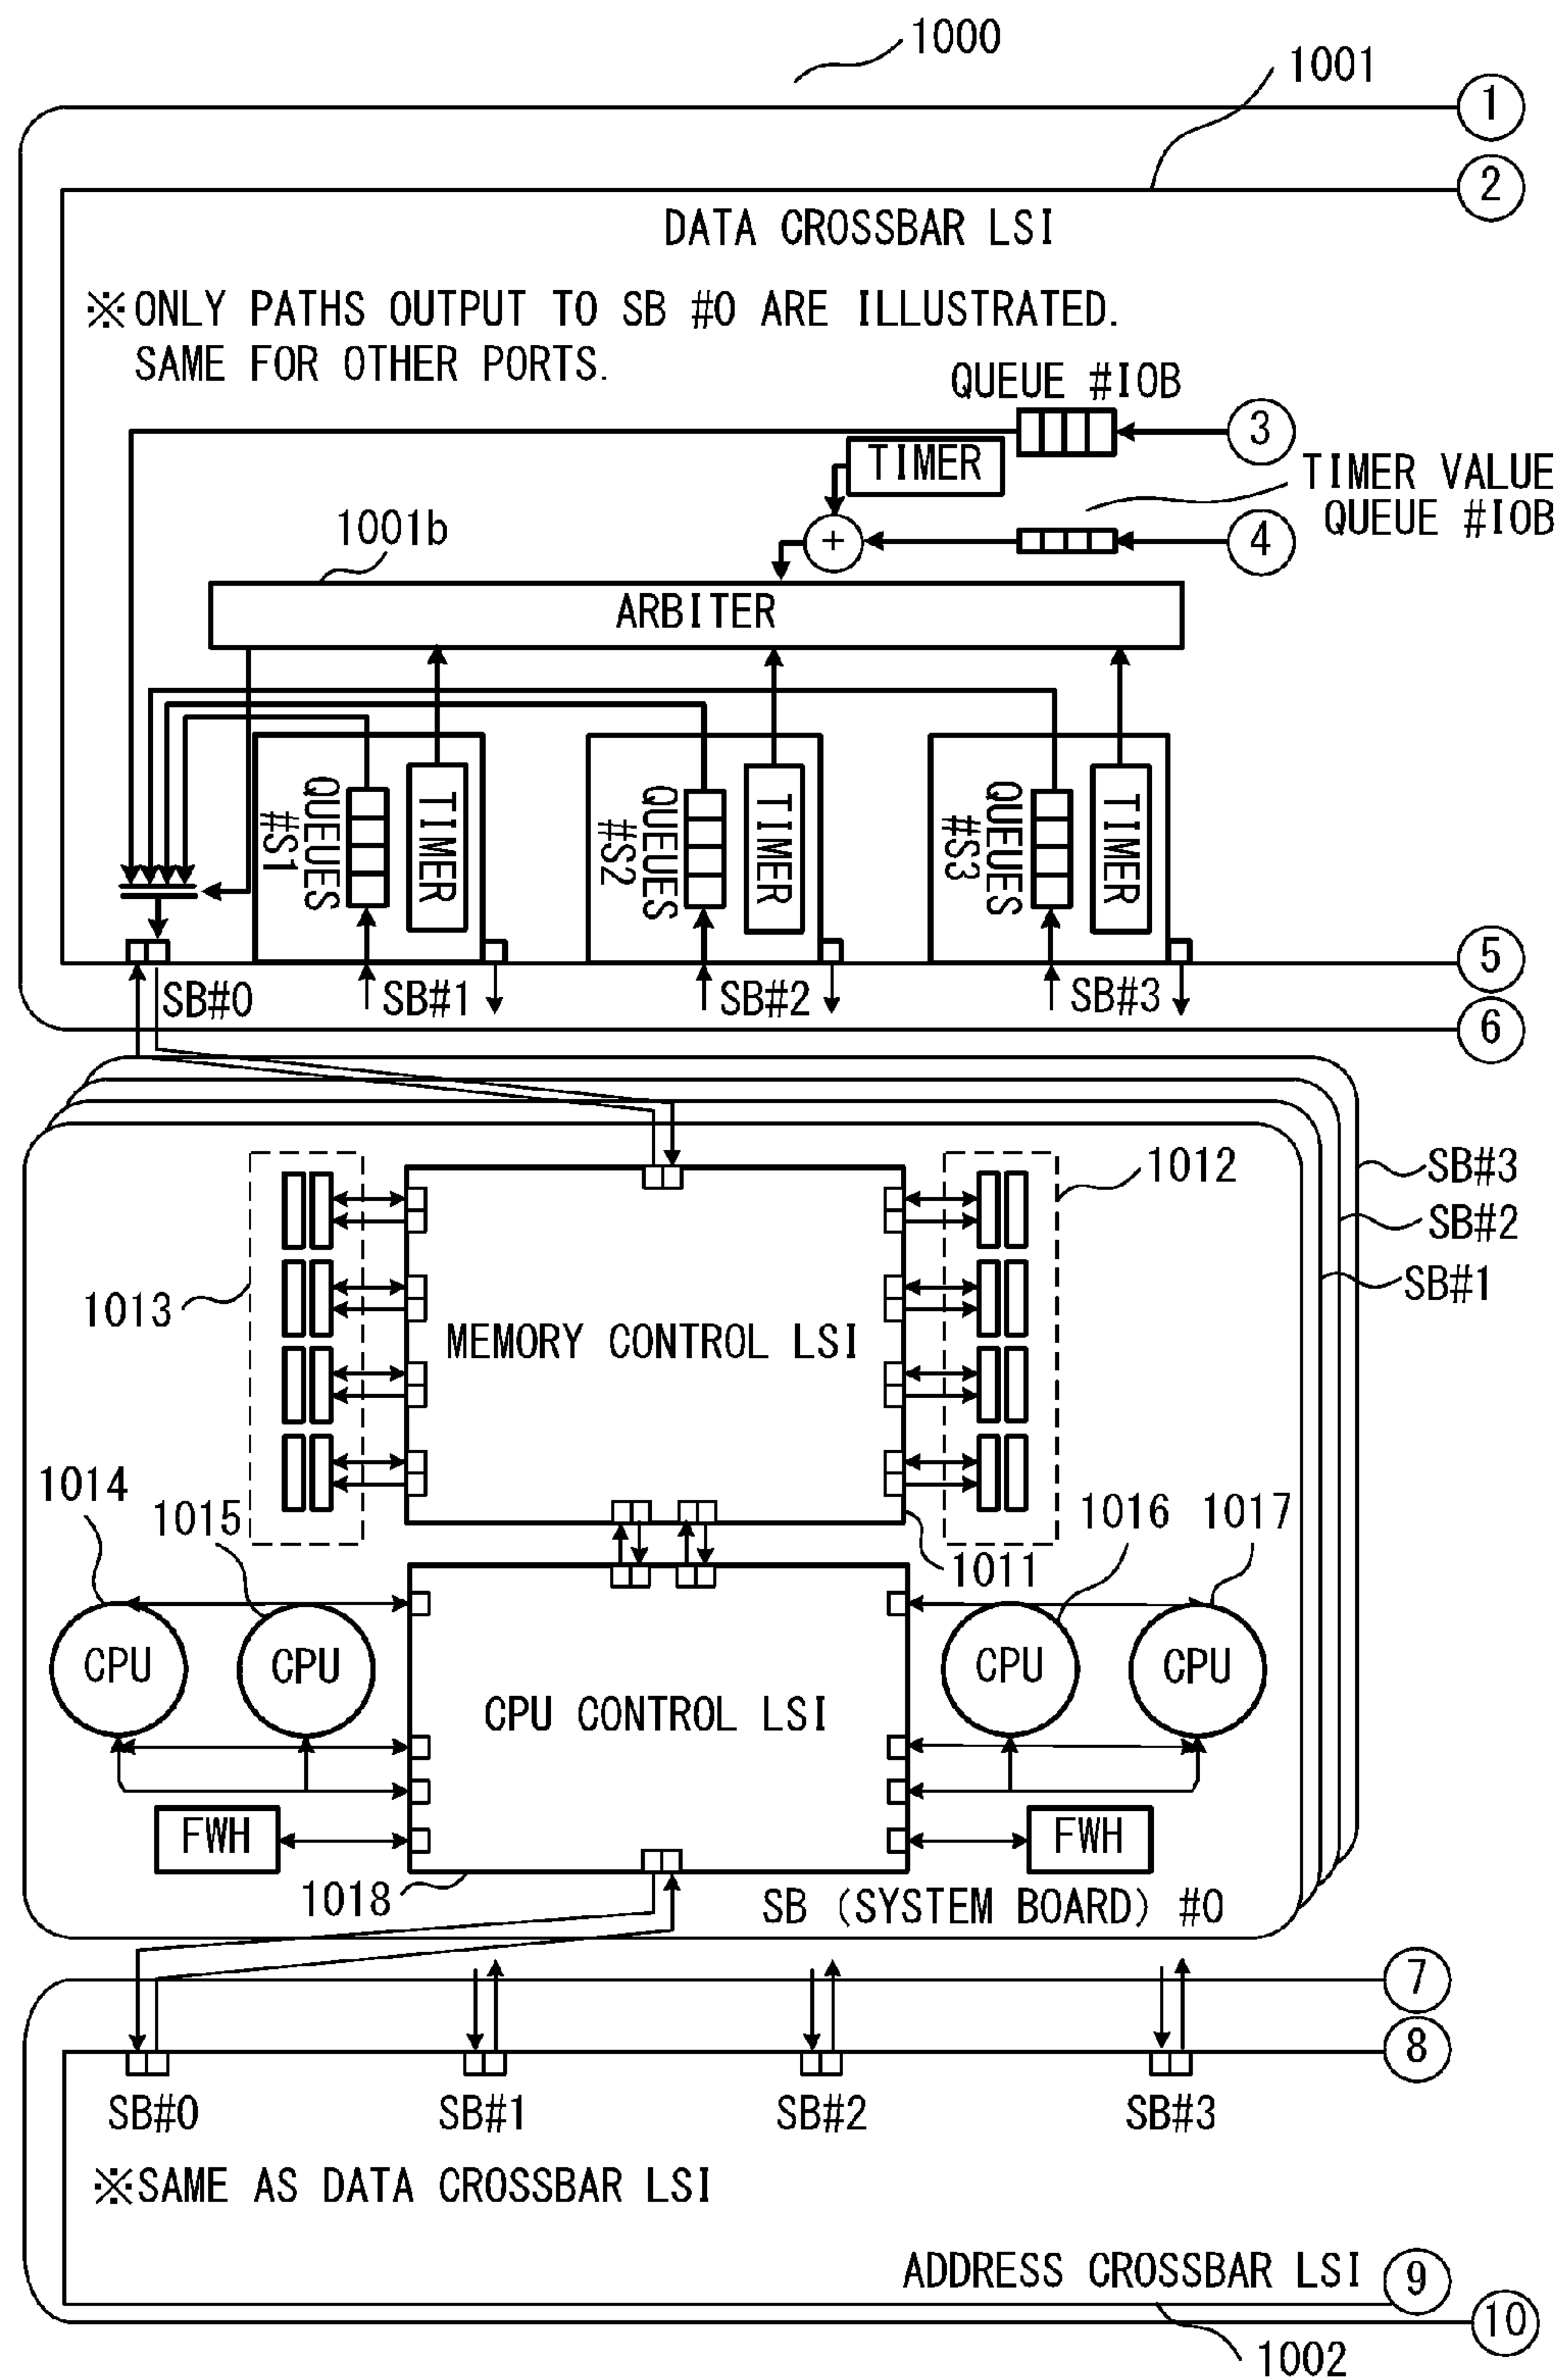 1000
1001
1
2
DATA CROSSBAR LSI
※ONLY PATHS OUTPUT TO SB #0 ARE ILLUSTRATED.
SAME FOR OTHER PORTS.
QUEUE #IOB
3
TIMER
TIMER VALUE
QUEUE #IOB
1001b
+
4
ARBITER
QUEUES
#S1
TIMER
QUEUES
#S2
TIMER
QUEUES
#S3
TIMER
5
SB#0
SB#1
SB#2
SB#3
6
1012
SB#3
SB#2
SB#1
1013
MEMORY CONTROL LSI
1014
1015
1016
1017
1011
CPU
CPU
CPU
CPU
CPU CONTROL LSI
FWH
FWH
1018
SB (SYSTEM BOARD) #0
7
8
SB#0
SB#1
SB#2
SB#3
※SAME AS DATA CROSSBAR LSI
ADDRESS CROSSBAR LSI
9
10
1002